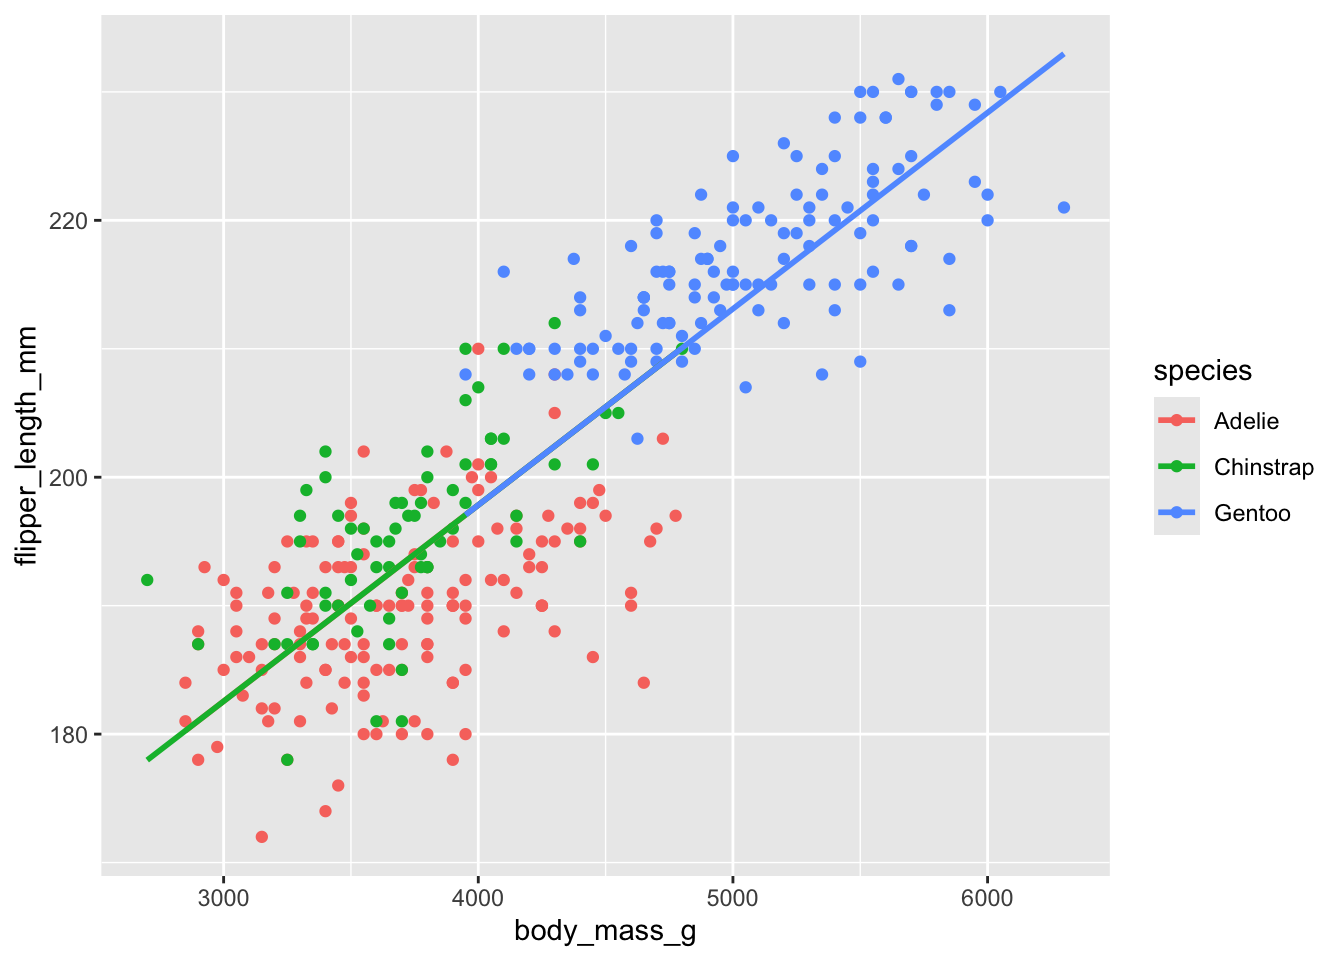 220
200
180
flipper_length_mm
3000 4000 5000 6000
body_mass_g
species
Adelie
Chinstrap
Gentoo